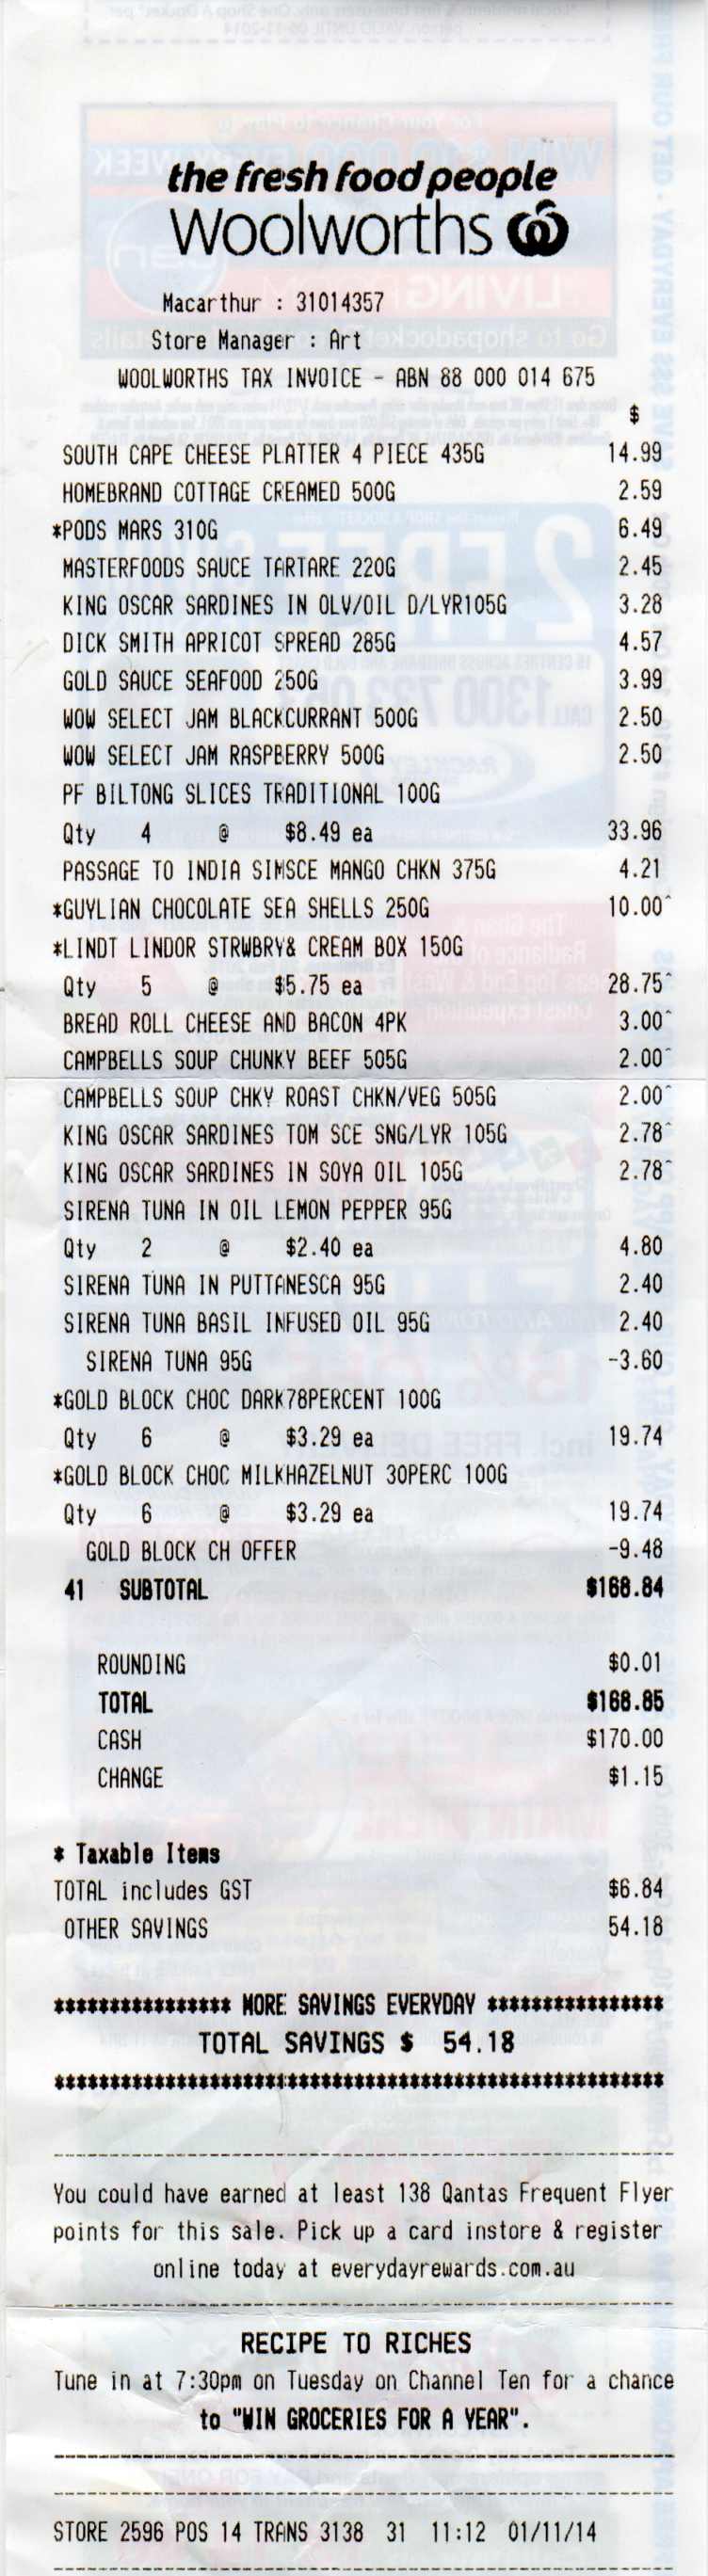 the fresh food people
Woolworths
Macarthur : 31014357
Store Manager : Art
WOOLWORTHS TAX INVOICE - ABN 88 000 014 675
$
SOUTH CAPE CHEESE PLATTER 4 PIECE 435G 14.99
HOMEBRAND COTTAGE CREAMED 500G 2.59
*PODS MARS 310G 6.49
MASTERFOODS SAUCE TARTARE 220G 2.45
KING OSCAR SARDINES IN OLV/OIL D/LYR105G 3.28
DICK SMITH APRICOT SPREAD 285G 4.57
GOLD SAUCE SEAFOOD 250G 3.99
WOW SELECT JAM BLACKCURRANT 500G 2.50
WOW SELECT JAM RASPBERRY 500G 2.50
PF BILTONG SLICES TRADITIONAL 100G
Qty 4 @ $8.49 ea 33.96
PASSAGE TO INDIA SIMSCE MANGO CHKN 375G 4.21
*GUYLIAN CHOCOLATE SEA SHELLS 250G 10.00^
*LINDT LINDOR STRWBRY& CREAM BOX 150G
Qty 5 @ $5.75 ea 28.75^
BREAD ROLL CHEESE AND BACON 4PK 3.00^
CAMPBELLS SOUP CHUNKY BEEF 505G 2.00^
CAMPBELLS SOUP CHKY ROAST CHKN/VEG 505G 2.00^
KING OSCAR SARDINES TOM SCE SNG/LYR 105G 2.78^
KING OSCAR SARDINES IN SOYA OIL 105G 2.78^
SIRENA TUNA IN OIL LEMON PEPPER 95G
Qty 2 @ $2.40 ea 4.80
SIRENA TUNA IN PUTTANESCA 95G 2.40
SIRENA TUNA BASIL INFUSED OIL 95G 2.40
SIRENA TUNA 95G -3.60
*GOLD BLOCK CHOC DARK78PERCENT 100G
Qty 6 @ $3.29 ea 19.74
*GOLD BLOCK CHOC MILKHAZELNUT 30PERC 100G
Qty 6 @ $3.29 ea 19.74
GOLD BLOCK CH OFFER -9.48
41 SUBTOTAL $168.84
ROUNDING $0.01
TOTAL $168.85
CASH $170.00
CHANGE $1.15
* Taxable Items
TOTAL includes GST $6.84
OTHER SAVINGS 54.18
**************** MORE SAVINGS EVERYDAY ****************
TOTAL SAVINGS $ 54.18
*******************************************************
You could have earned at least 138 Qantas Frequent Flyer
points for this sale. Pick up a card instore & register
online today at everydayrewards.com.au
RECIPE TO RICHES
Tune in at 7:30pm on Tuesday on Channel Ten for a chance
to "WIN GROCERIES FOR A YEAR".
STORE 2596 POS 14 TRANS 3138 31 11:12 01/11/14